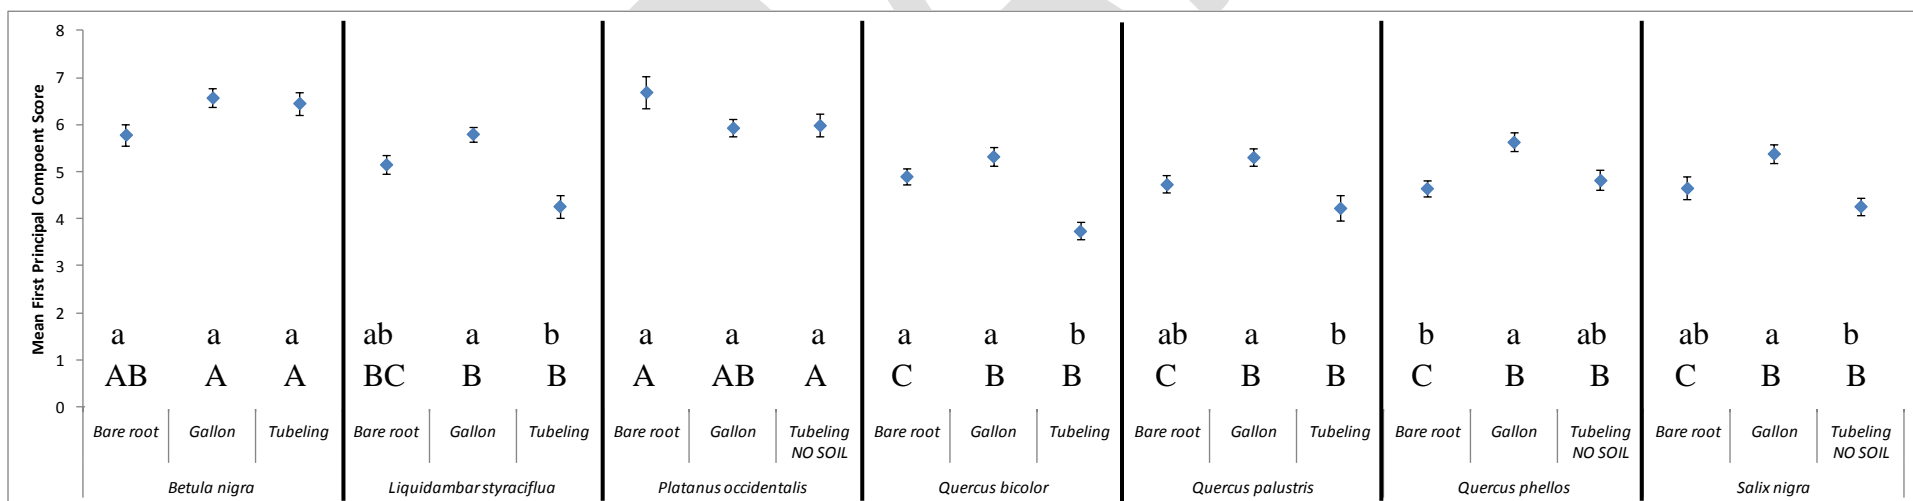 Mean First Principal Compoent Score
8
7
6
5
4
3
2
1
0
a a a ab a b a a a a a b ab a b b a ab ab a b
AB A A BC B B A AB A C B B C B B C B B C B B
Bare root Gallon Tubeling Bare root Gallon Tubeling Bare root Gallon Tubeling Bare root Gallon Tubeling Bare root Gallon Tubeling Bare root Gallon Tubeling Bare root Gallon Tubeling
NO SOIL NO SOIL NO SOIL
Betula nigra Liquidambar styraciflua Platanus occidentalis Quercus bicolor Quercus palustris Quercus phellos Salix nigra